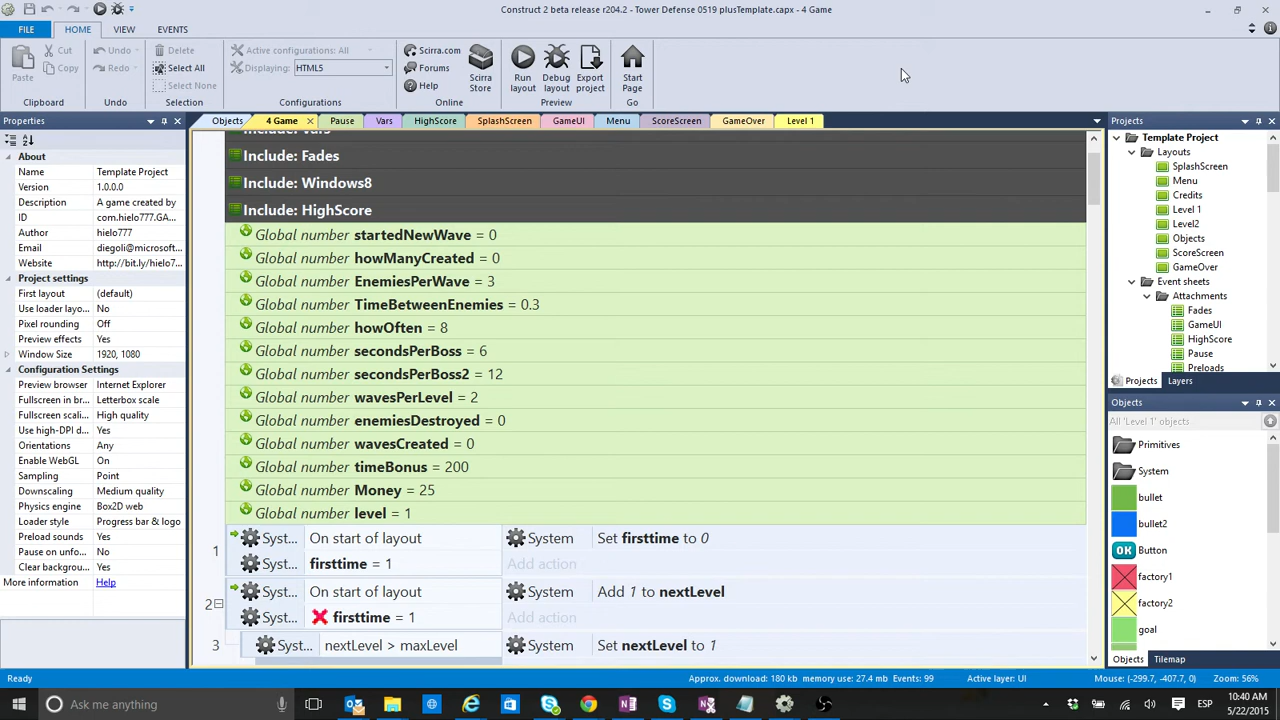 Construct 2 beta release r204.2 - Tower Defense 0519 plusTemplate.capx - 4 Game
FILE HOME VIEW EVENTS
Paste Cut Copy
Undo Redo
Delete Select All Select None
Active configurations: All
Displaying: HTML5
Scirra.com Forums Help
Scirra Store
Run layout Debug layout Export project
Start Page
Clipboard Undo Selection Configurations Online Preview Go
Properties
Objects 4 Game Pause Vars HighScore SplashScreen GameUI Menu ScoreScreen GameOver Level 1
Projects
About
Name Template Project
Version 1.0.0.0
Description A game created by
ID com.hielo777.GA...
Author hielo777
Email diegoli@microsoft...
Website http://bit.ly/hielo7...
Project settings
First layout (default)
Use loader layo... No
Pixel rounding Off
Preview effects Yes
Window Size 1920, 1080
Configuration Settings
Preview browser Internet Explorer
Fullscreen in bro... Letterbox scale
Fullscreen scali... High quality
Use high-DPI d... Yes
Orientations Any
Enable WebGL On
Sampling Point
Downscaling Medium quality
Physics engine Box2D web
Loader style Progress bar & logo
Preload sounds Yes
Pause on unfo... No
Clear background Yes
More information Help
Include: Vars
Include: Fades
Include: Windows8
Include: HighScore
Global number startedNewWave = 0
Global number howManyCreated = 0
Global number EnemiesPerWave = 3
Global number TimeBetweenEnemies = 0.3
Global number howOften = 8
Global number secondsPerBoss = 6
Global number secondsPerBoss2 = 12
Global number wavesPerLevel = 2
Global number enemiesDestroyed = 0
Global number wavesCreated = 0
Global number timeBonus = 200
Global number Money = 25
Global number level = 1
1 Syst... On start of layout System Set firsttime to 0
Syst... firsttime = 1 Add action
2 Syst... On start of layout System Add 1 to nextLevel
Syst... firsttime = 1 Add action
3 Syst... nextLevel > maxLevel System Set nextLevel to 1
Template Project
Layouts
SplashScreen
Menu
Credits
Level 1
Level2
Objects
ScoreScreen
GameOver
Event sheets
Attachments
Fades
GameUI
HighScore
Pause
Preloads
Projects Layers
Objects
All 'Level 1' objects
Primitives
System
bullet
bullet2
OK Button
factory1
factory2
goal
Objects Tilemap
Ready Approx. download: 180 kb memory use: 27.4 mb Events: 99 Active layer: UI Mouse: (-299.7, -407.7, 0) Zoom: 56%
Ask me anything
ESP
10:40 AM
5/22/2015